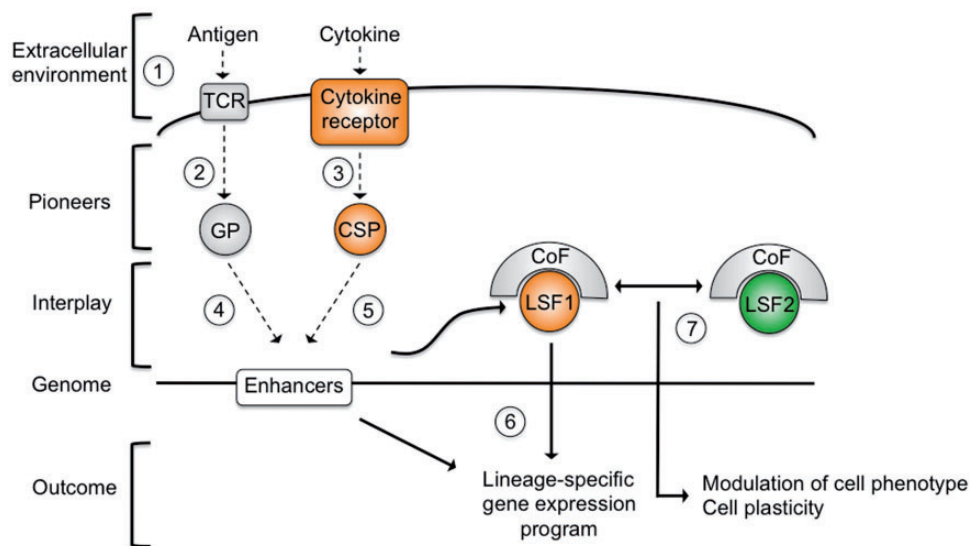 Antigen
Cytokine
Extracellular
environment
1
TCR
Cytokine
receptor
2
3
Pioneers
GP
CSP
CoF
CoF
Interplay
LSF1
LSF2
4
5
7
Genome
Enhancers
6
Outcome
Lineage-specific
gene expression
program
Modulation of cell phenotype
Cell plasticity